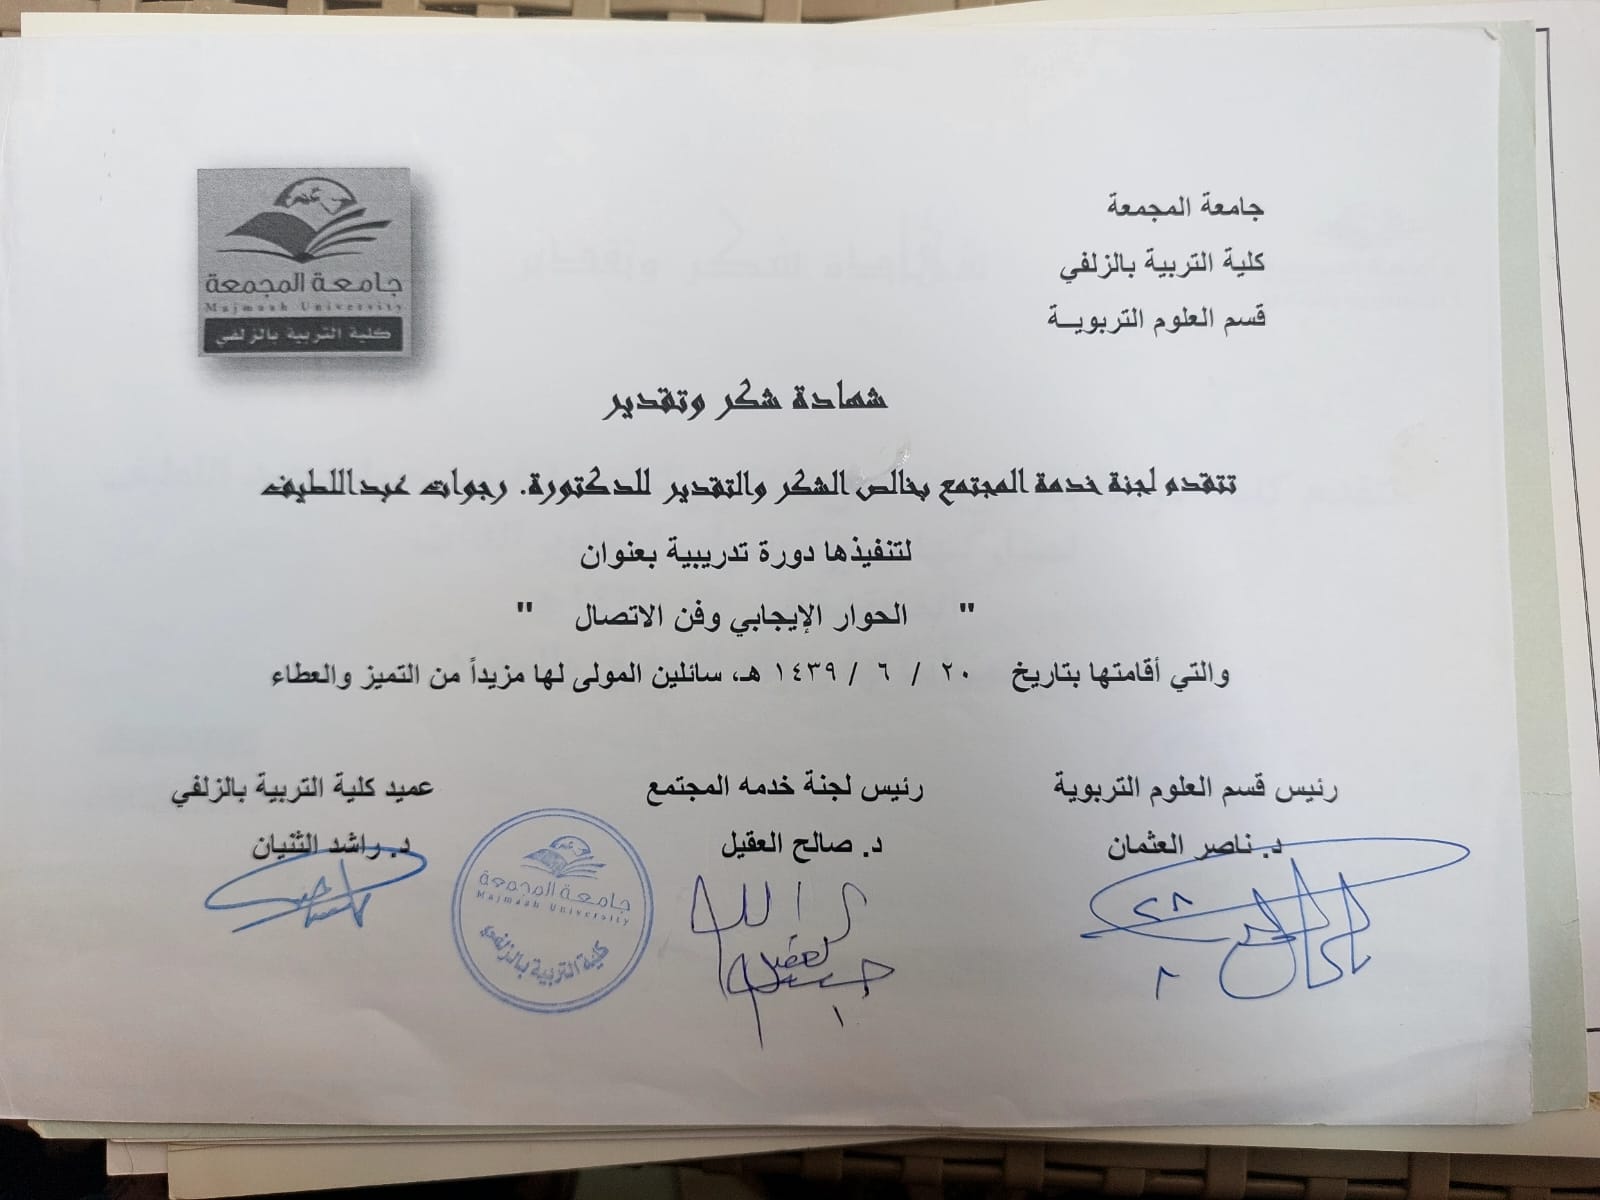 جامعة المجمعة
كلية التربية بالزلفي
قسم العلوم التربويــة
جامعة المجمعة
Majmaah University
كلية التربية بالزلفي
شهادة شكر وتقدير
تتقدم لجنة خدمة المجتمع بخالص الشكر والتقدير للدكتورة. رجوات عبداللطيف
لتنفيذها دورة تدريبية بعنوان
" الحوار الإيجابي وفن الاتصال "
والتي أقامتها بتاريخ ٢٠ / ٦ / ١٤٣٩ هـ، سائلين المولى لها مزيداً من التميز والعطاء
رئيس قسم العلوم التربوية
د. ناصر العثمان
رئيس لجنة خدمه المجتمع
د. صالح العقيل
عميد كلية التربية بالزلفي
د. راشد الثنيان
جامعة المجمعة
Majmaah University
كلية التربية بالزلفي